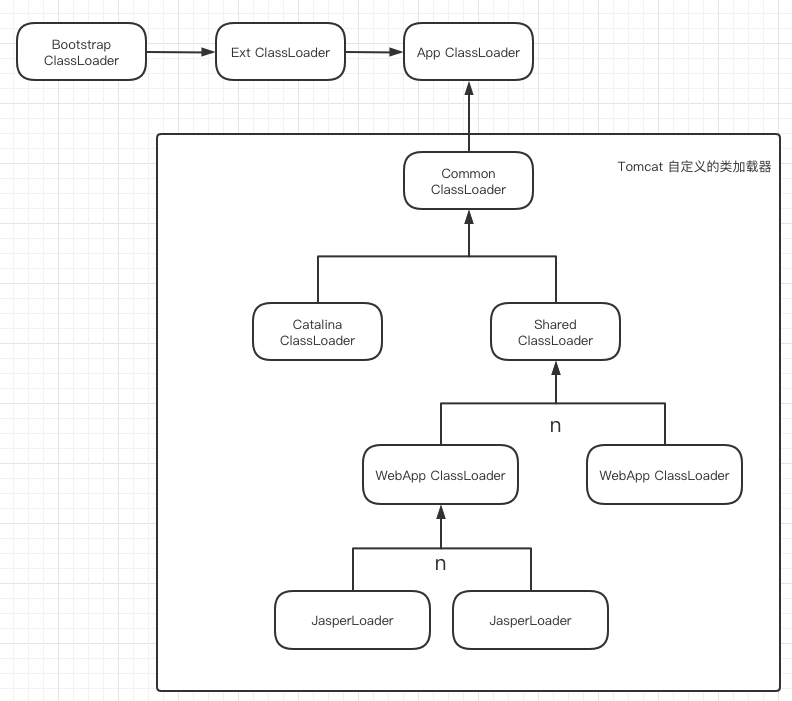 Bootstrap
ClassLoader
Ext ClassLoader
App ClassLoader
Common
ClassLoader
Tomcat 自定义的类加载器
Catalina
ClassLoader
Shared
ClassLoader
n
WebApp ClassLoader
WebApp ClassLoader
n
JasperLoader
JasperLoader